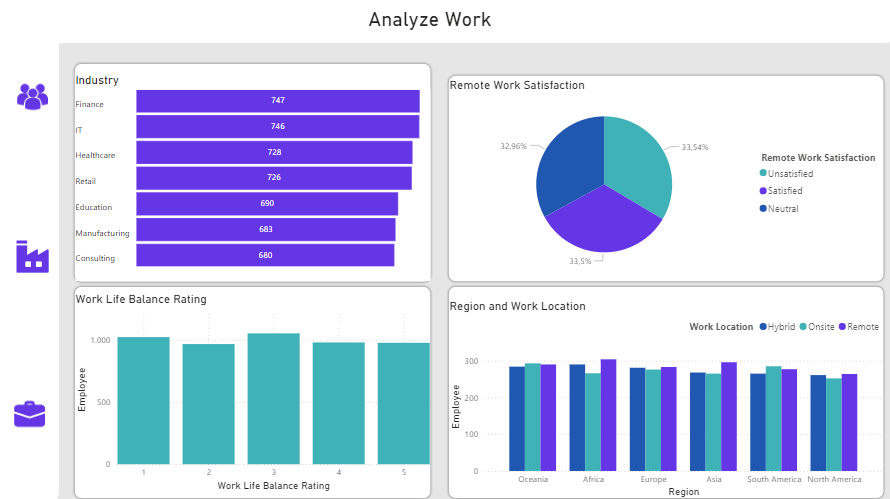 Analyze Work
Industry
Finance 747
IT 746
Healthcare 728
Retail 726
Education 690
Manufacturing 683
Consulting 680
Remote Work Satisfaction
32,96%
33,54%
33,5%
Remote Work Satisfaction
Unsatisfied
Satisfied
Neutral
Work Life Balance Rating
Employee
1.000
500
0
1 2 3 4 5
Work Life Balance Rating
Region and Work Location
Work Location Hybrid Onsite Remote
Employee
300
200
100
0
Oceania Africa Europe Asia South America North America
Region